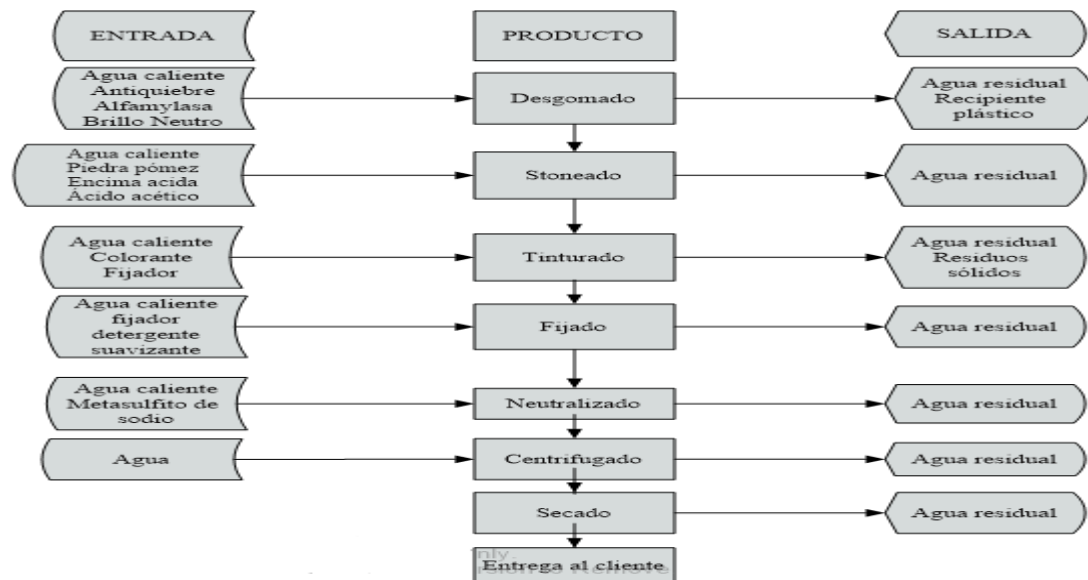 ENTRADA
PRODUCTO
SALIDA
Agua caliente
Antiquiebre
Alfamylasa
Brillo Neutro
Desgomado
Agua residual
Recipiente
plástico
Agua caliente
Piedra pómez
Encima acida
Ácido acético
Stoneado
Agua residual
Agua caliente
Colorante
Fijador
Tinturado
Agua residual
Residuos
sólidos
Agua caliente
fijador
detergente
suavizante
Fijado
Agua residual
Agua caliente
Metasulfito de
sodio
Neutralizado
Agua residual
Agua
Centrifugado
Agua residual
Secado
Agua residual
Entrega al cliente
to Remove